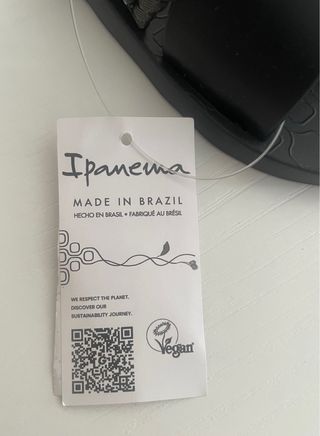 Ipanema
MADE IN BRAZIL
HECHO EN BRASIL • FABRIQUÉ AU BRÉSIL
WE RESPECT THE PLANET.
DISCOVER OUR
SUSTAINABILITY JOURNEY.
Vegan